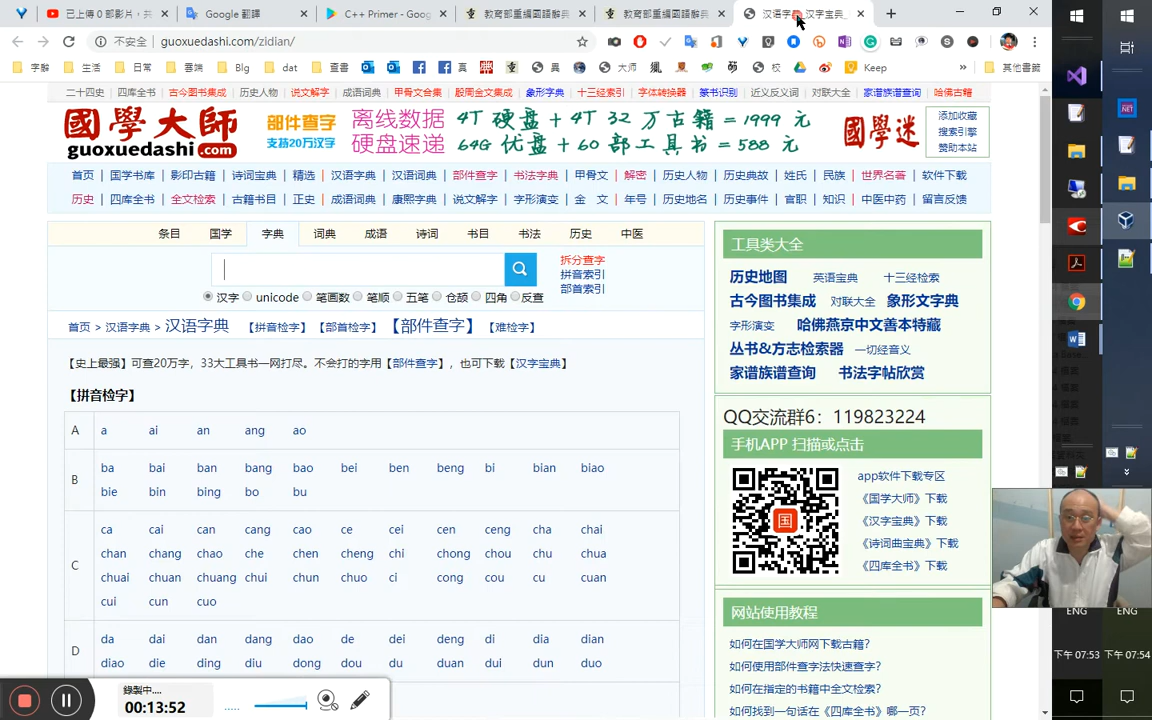 已上傳 0 部影片，共
Google 翻譯
C++ Primer - Goog
教育部重編國語辭典
教育部重編國語辭典
汉语字典_汉字宝典_
不安全
guoxuedashi.com/zidian/
字辭
生活
日常
雲端
Blg
dat
查書
真
異
大师
权
Keep
»
其他書籤
二十四史 四库全书 古今图书集成 历史人物 说文解字 成语词典 甲骨文合集 殷周金文集成 象形字典 十三经索引 字体转换器 篆书识别 近义反义词 对联大全 家谱族谱查询 哈佛古籍
國學大师
guoxuedashi.com
部件查字
支持20万汉字
离线数据
硬盘速递
4T 硬盘 + 4T 32 万古籍 = 1999 元
64G 优盘 + 60 部工具书 = 588 元
國學迷
添加收藏
搜索引擎
赞助本站
首页 | 国学书库 | 影印古籍 | 诗词宝典 | 精选 | 汉语字典 | 汉语词典 | 部件查字 | 书法字典 | 甲骨文 | 解密 | 历史人物 | 历史典故 | 姓氏 | 民族 | 世界名著 | 软件下载
历史 | 四库全书 | 全文检索 | 古籍书目 | 正史 | 成语词典 | 康熙字典 | 说文解字 | 字形演变 | 金 文 | 年号 | 历史地名 | 历史事件 | 官职 | 知识 | 中医中药 | 留言反馈
条目 国学 字典 词典 成语 诗词 书目 书法 历史 中医
拆分查字
拼音索引
部首索引
汉字 unicode 笔画数 笔顺 五笔 仓颉 四角 反查
首页 > 汉语字典 > 汉语字典 【拼音检字】 【部首检字】 【部件查字】 【难检字】
【史上最强】可查20万字，33大工具书一网打尽。不会打的字用【部件查字】，也可下载【汉字宝典】
【拼音检字】
A a ai an ang ao
B ba bai ban bang bao bei ben beng bi bian biao
bie bin bing bo bu
C ca cai can cang cao ce cei cen ceng cha chai
chan chang chao che chen cheng chi chong chou chu chua
chuai chuan chuang chui chun chuo ci cong cou cu cuan
cui cun cuo
D da dai dan dang dao de dei deng di dia dian
diao die ding diu dong dou du duan dui dun duo
工具类大全
历史地图 英语宝典 十三经检索
古今图书集成 对联大全 象形文字典
字形演变 哈佛燕京中文善本特藏
丛书&方志检索器 一切经音义
家谱族谱查询 书法字帖欣赏
QQ交流群6：119823224
手机APP 扫描或点击
国
app软件下载专区
《国学大师》下载
《汉字宝典》下载
《诗词曲宝典》下载
《四库全书》下载
网站使用教程
如何在国学大师网下载古籍?
如何使用部件查字法快速查字?
如何在指定的书籍中全文检索?
如何找到一句话在《四库全书》哪一页?
錄製中....
00:13:52
ENG ENG
下午 07:53 下午 07:54